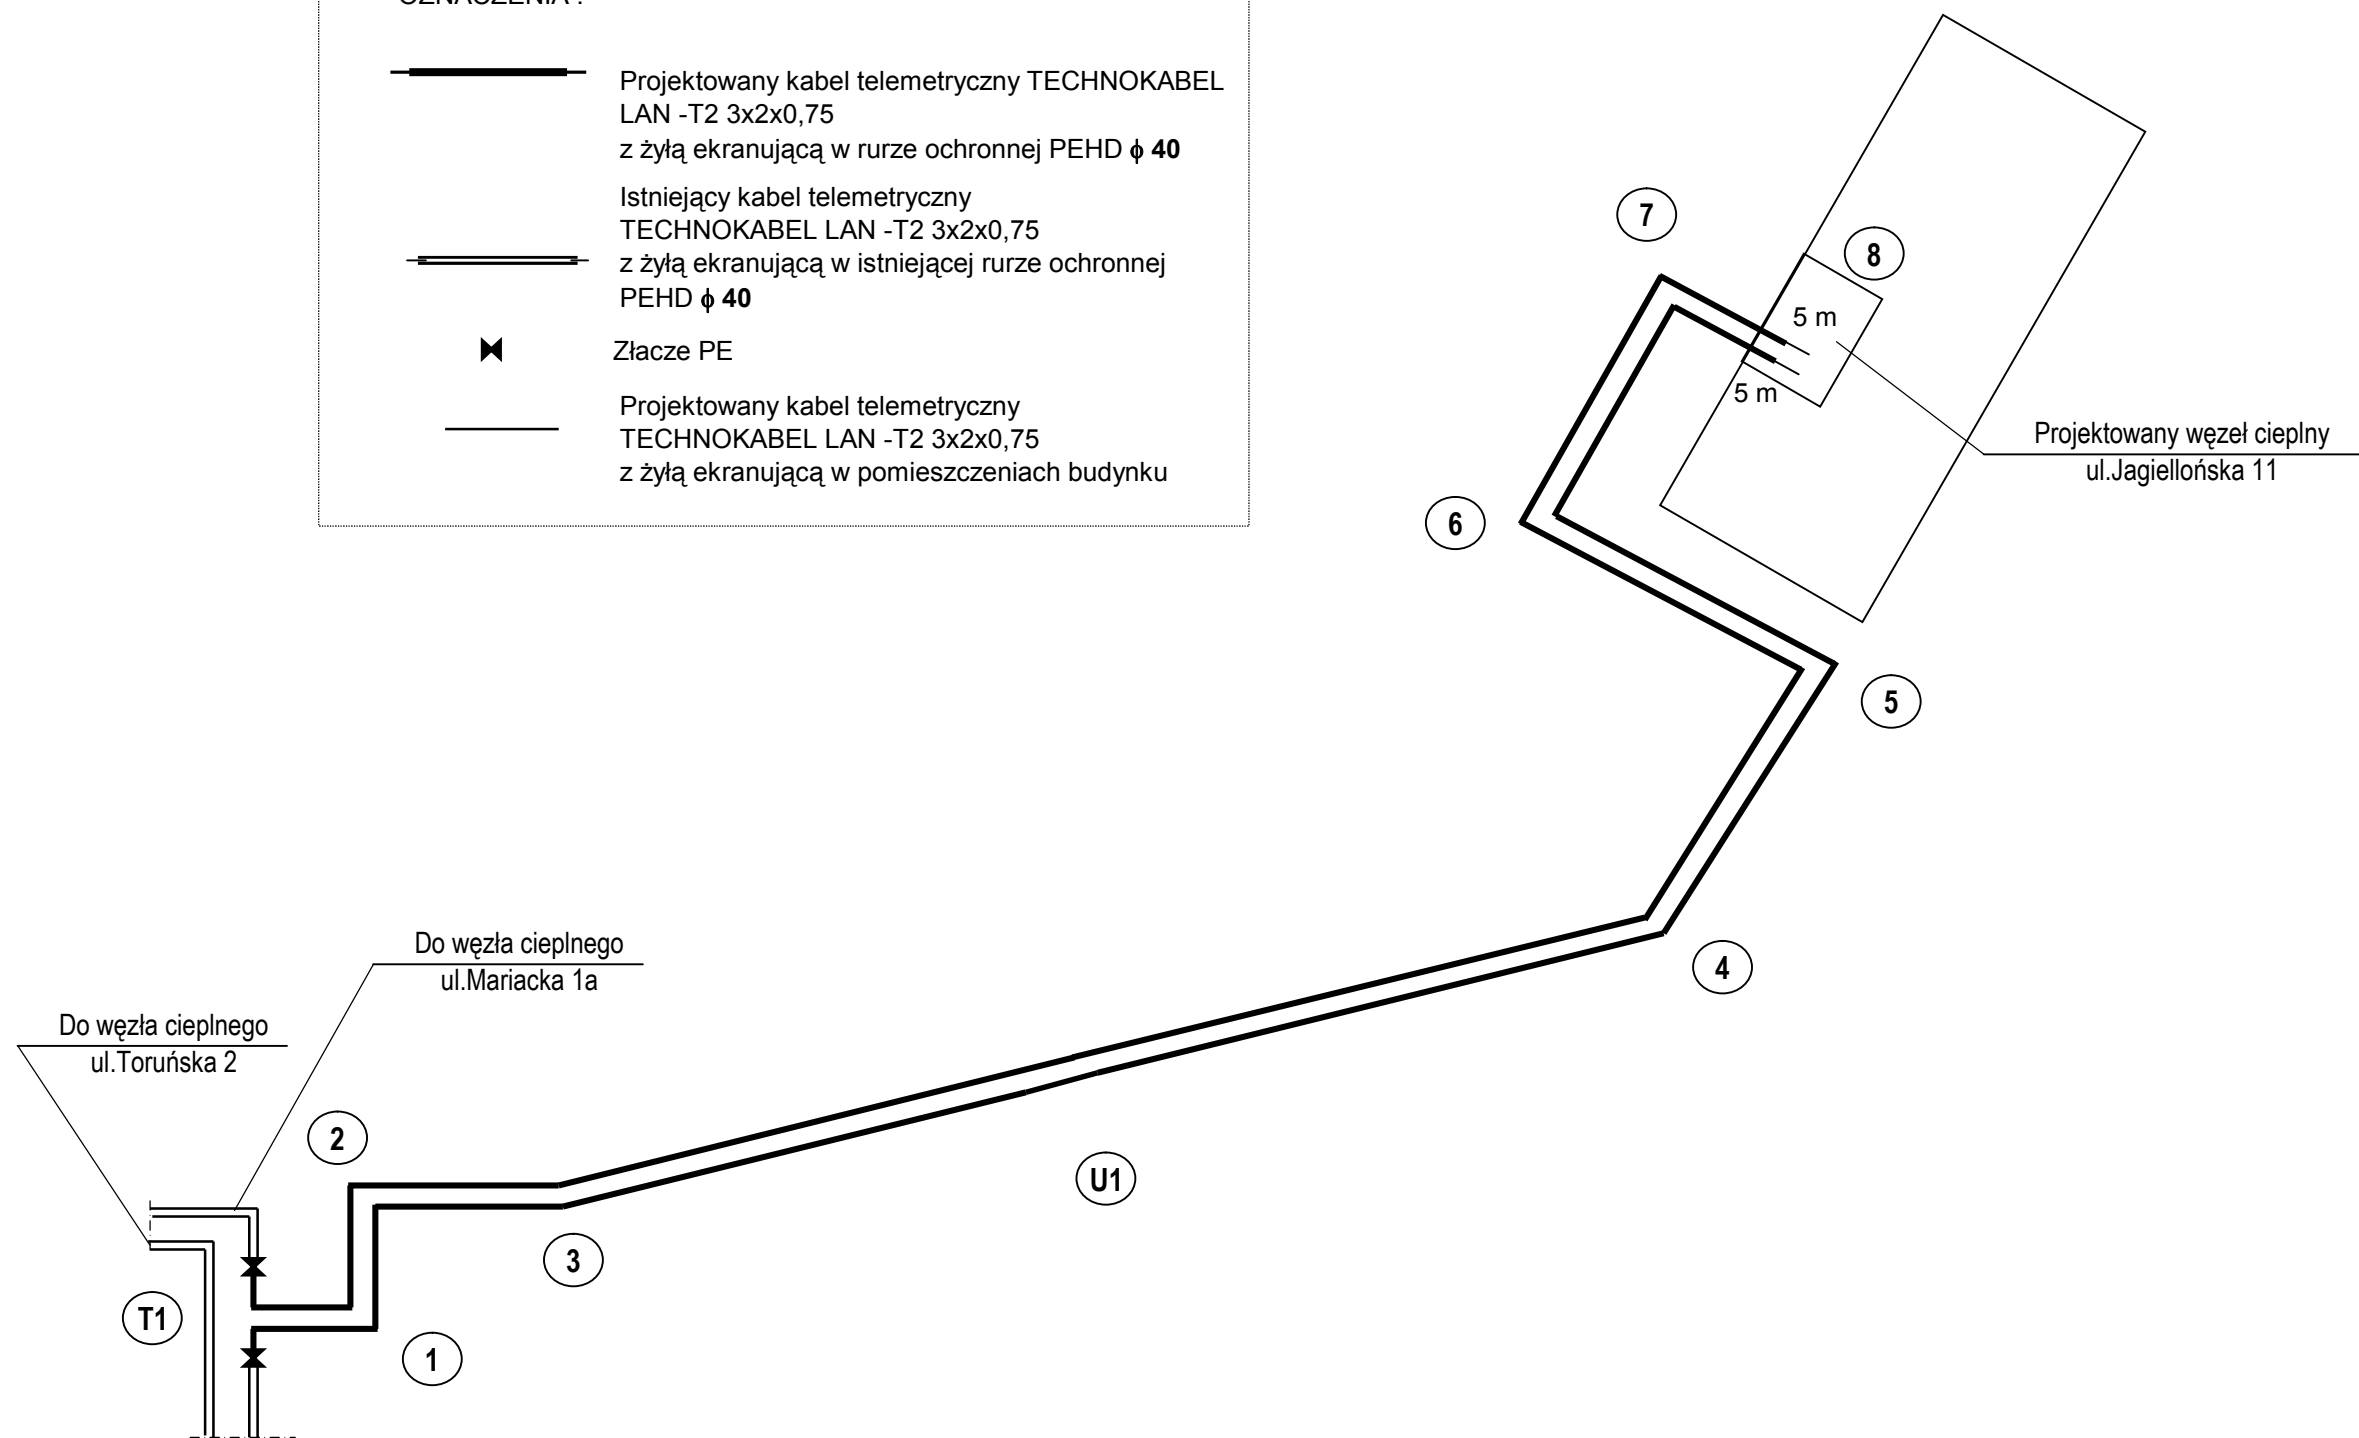 OZNACZENIA :
Projektowany kabel telemetryczny TECHNOKABEL
LAN -T2 3x2x0,75
z żyłą ekranującą w rurze ochronnej PEHD ϕ 40
Istniejący kabel telemetryczny
TECHNOKABEL LAN -T2 3x2x0,75
z żyłą ekranującą w istniejącej rurze ochronnej
PEHD ϕ 40
Złacze PE
Projektowany kabel telemetryczny
TECHNOKABEL LAN -T2 3x2x0,75
z żyłą ekranującą w pomieszczeniach budynku
7
8
5 m
5 m
Projektowany węzeł cieplny
ul.Jagiellońska 11
6
5
4
Do węzła cieplnego
ul.Mariacka 1a
Do węzła cieplnego
ul.Toruńska 2
2
U1
3
T1
1